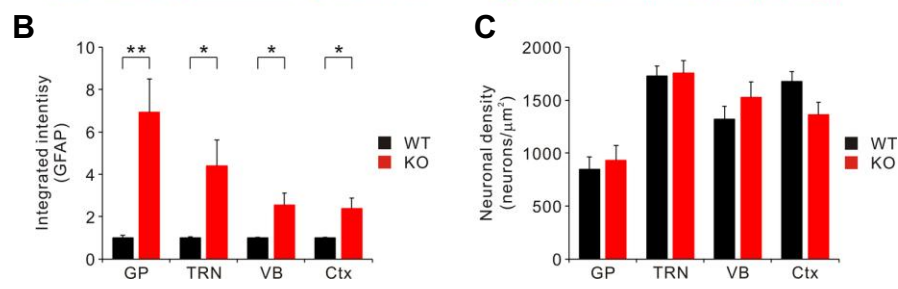 B
Integrated intentisy
(GFAP)
10
8
6
4
2
0
**
*
*
*
GP
TRN
VB
Ctx
WT
KO
C
Neuronal density
(neurons/μm²)
2000
1500
1000
500
0
GP
TRN
VB
Ctx
WT
KO